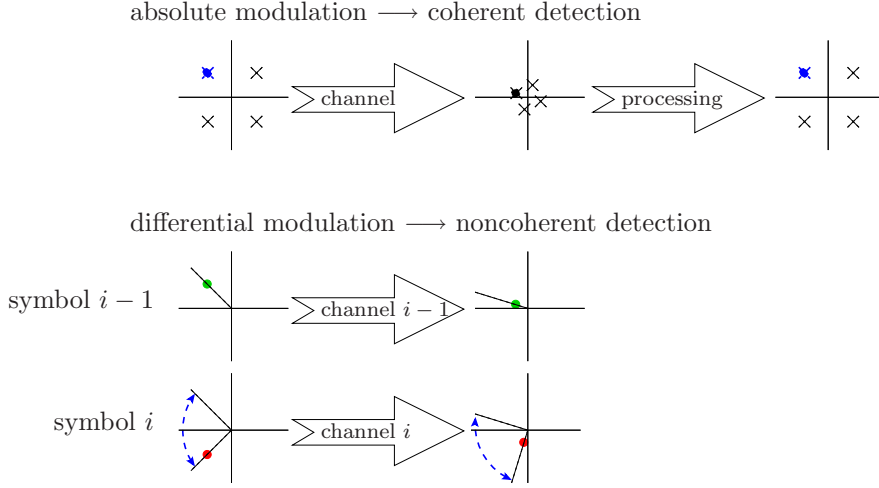 absolute modulation ⟶ coherent detection
channel
processing
differential modulation ⟶ noncoherent detection
symbol i − 1
channel i − 1
symbol i
channel i